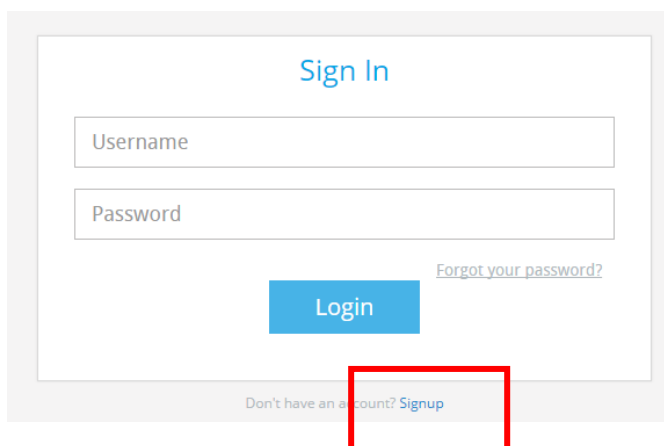 Sign In
Username
Password
Forgot your password?
Login
Don't have an account? Signup